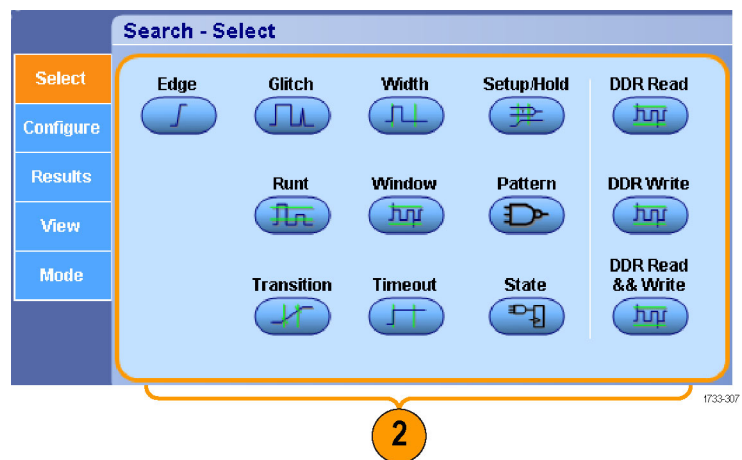 Search - Select
Select
Configure
Results
View
Mode
Edge
Glitch
Width
Setup/Hold
DDR Read
Runt
Window
Pattern
DDR Write
Transition
Timeout
State
DDR Read
&& Write
1733-307
2